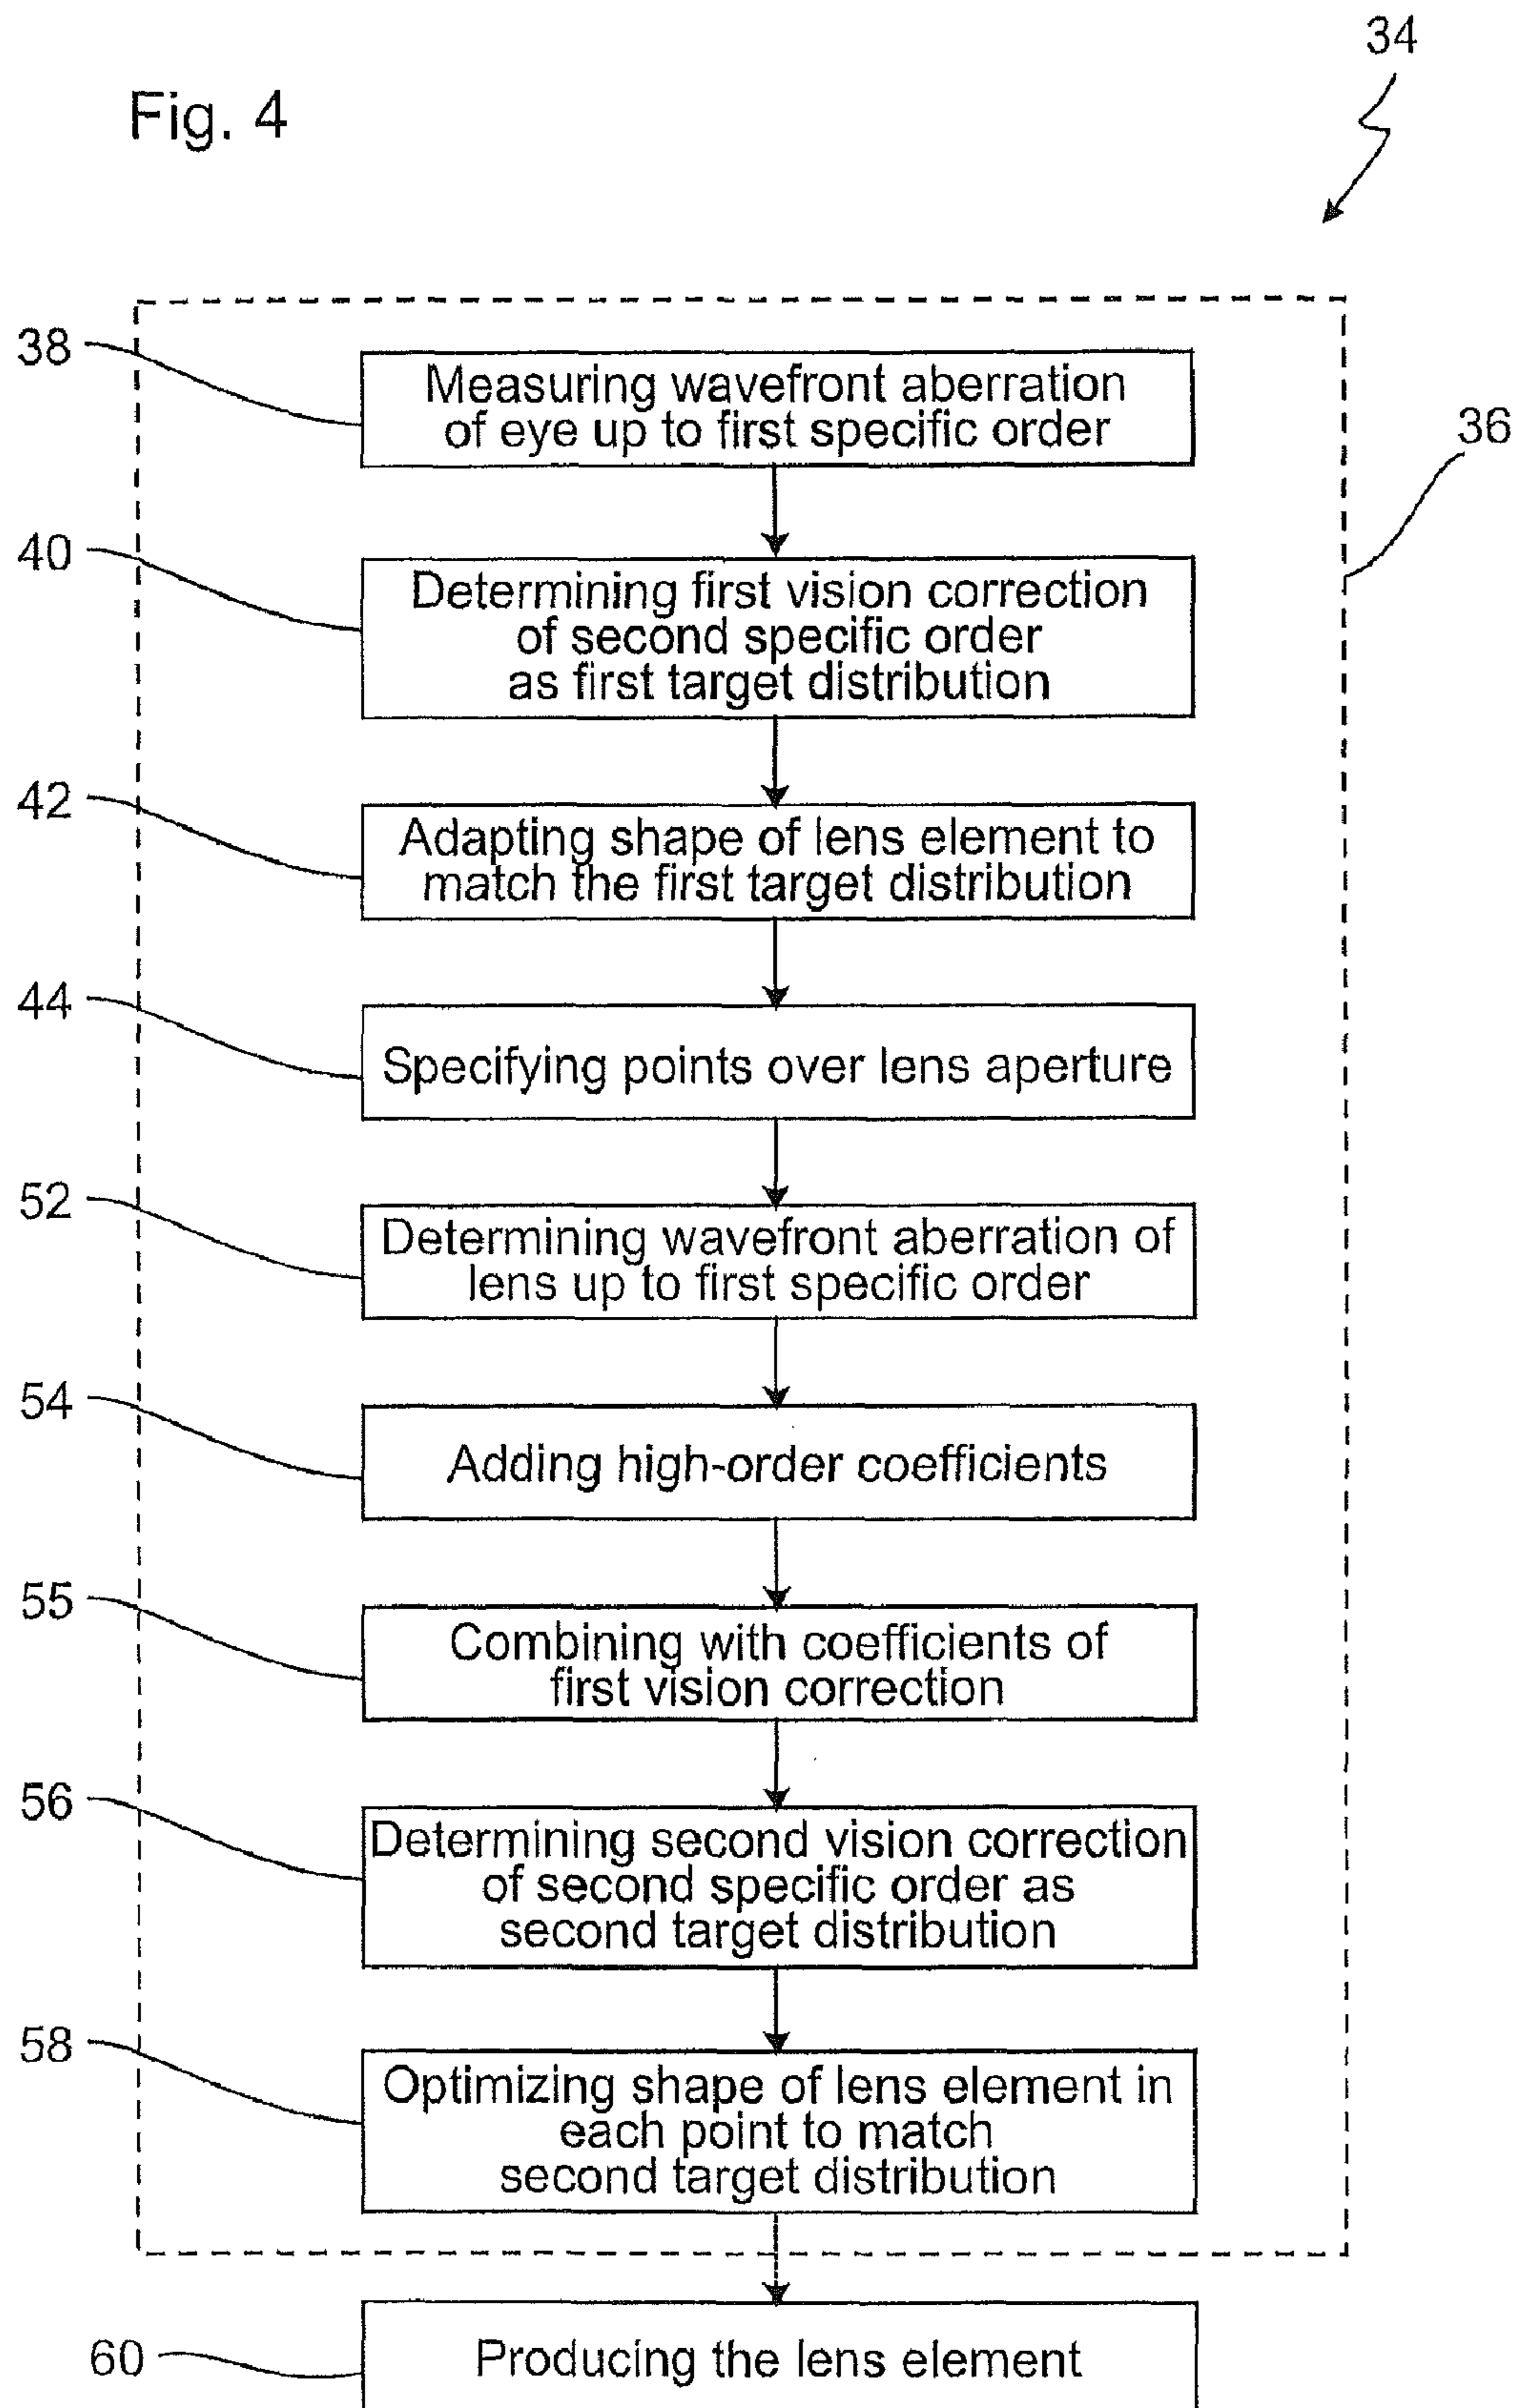 34
Fig. 4
38
Measuring wavefront aberration
of eye up to first specific order
36
40
Determining first vision correction
of second specific order
as first target distribution
42
Adapting shape of lens element to
match the first target distribution
44
Specifying points over lens aperture
52
Determining wavefront aberration of
lens up to first specific order
54
Adding high-order coefficients
55
Combining with coefficients of
first vision correction
56
Determining second vision correction
of second specific order as
second target distribution
58
Optimizing shape of lens element in
each point to match
second target distribution
60
Producing the lens element